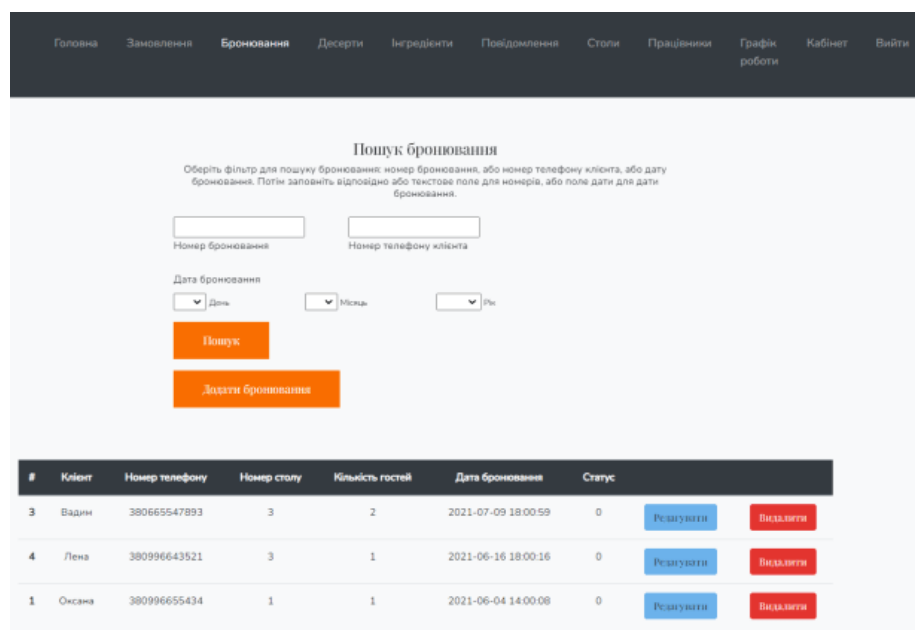 Головна Замовлення Бронювання Десерти Інгредієнти Повідомлення Столи Працівники Графік роботи Кабінет Вийти
Пошук бронювання
Оберіть фільтр для пошуку бронювання: номер бронювання, або номер телефону клієнта, або дату
бронювання. Потім заповніть відповідно або текстове поле для номерів, або поле дати для дати
бронювання.
Номер бронювання Номер телефону клієнта
Дата бронювання
День Місяць Рік
Пошук
Додати бронювання
# Клієнт Номер телефону Номер столу Кількість гостей Дата бронювання Статус
3 Вадим 380665547893 3 2 2021-07-09 18:00:59 0 Редагувати Видалити
4 Лена 380996643521 3 1 2021-06-16 18:00:16 0 Редагувати Видалити
1 Оксана 380996655434 1 1 2021-06-04 14:00:08 0 Редагувати Видалити